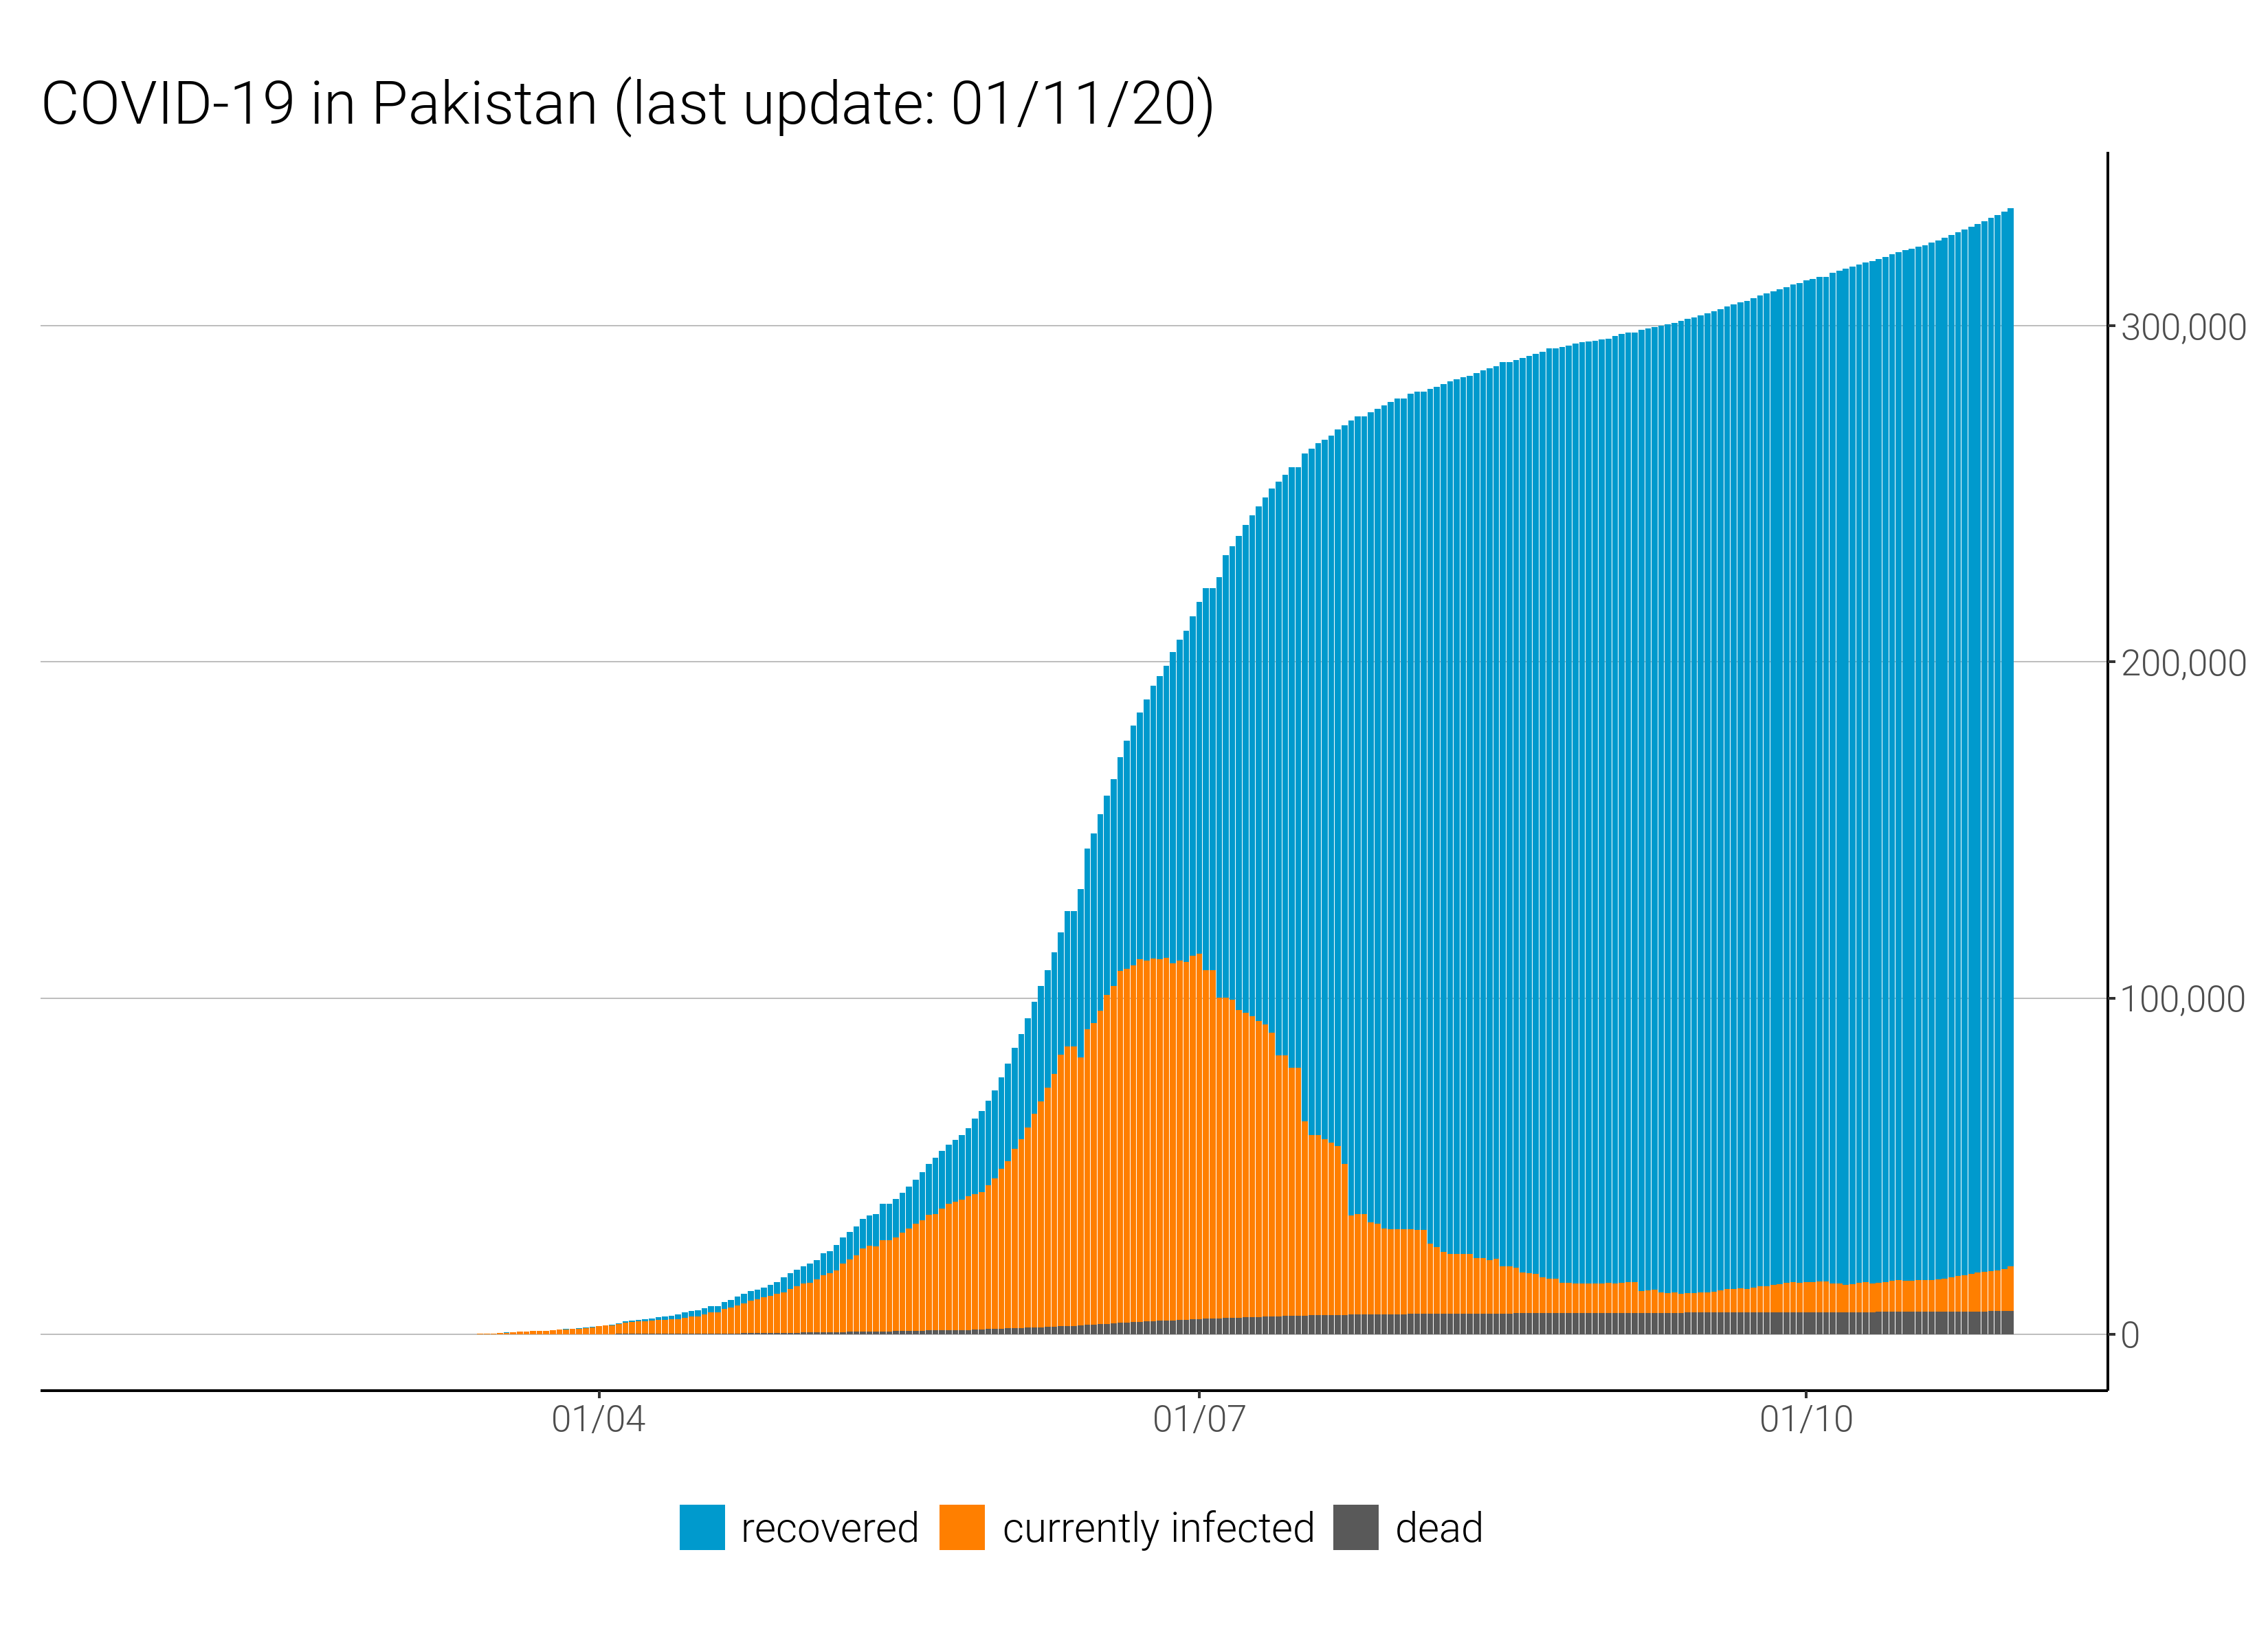 COVID-19 in Pakistan (last update: 01/11/20)
300,000
200,000
100,000
0
01/04 01/07 01/10
recovered currently infected dead